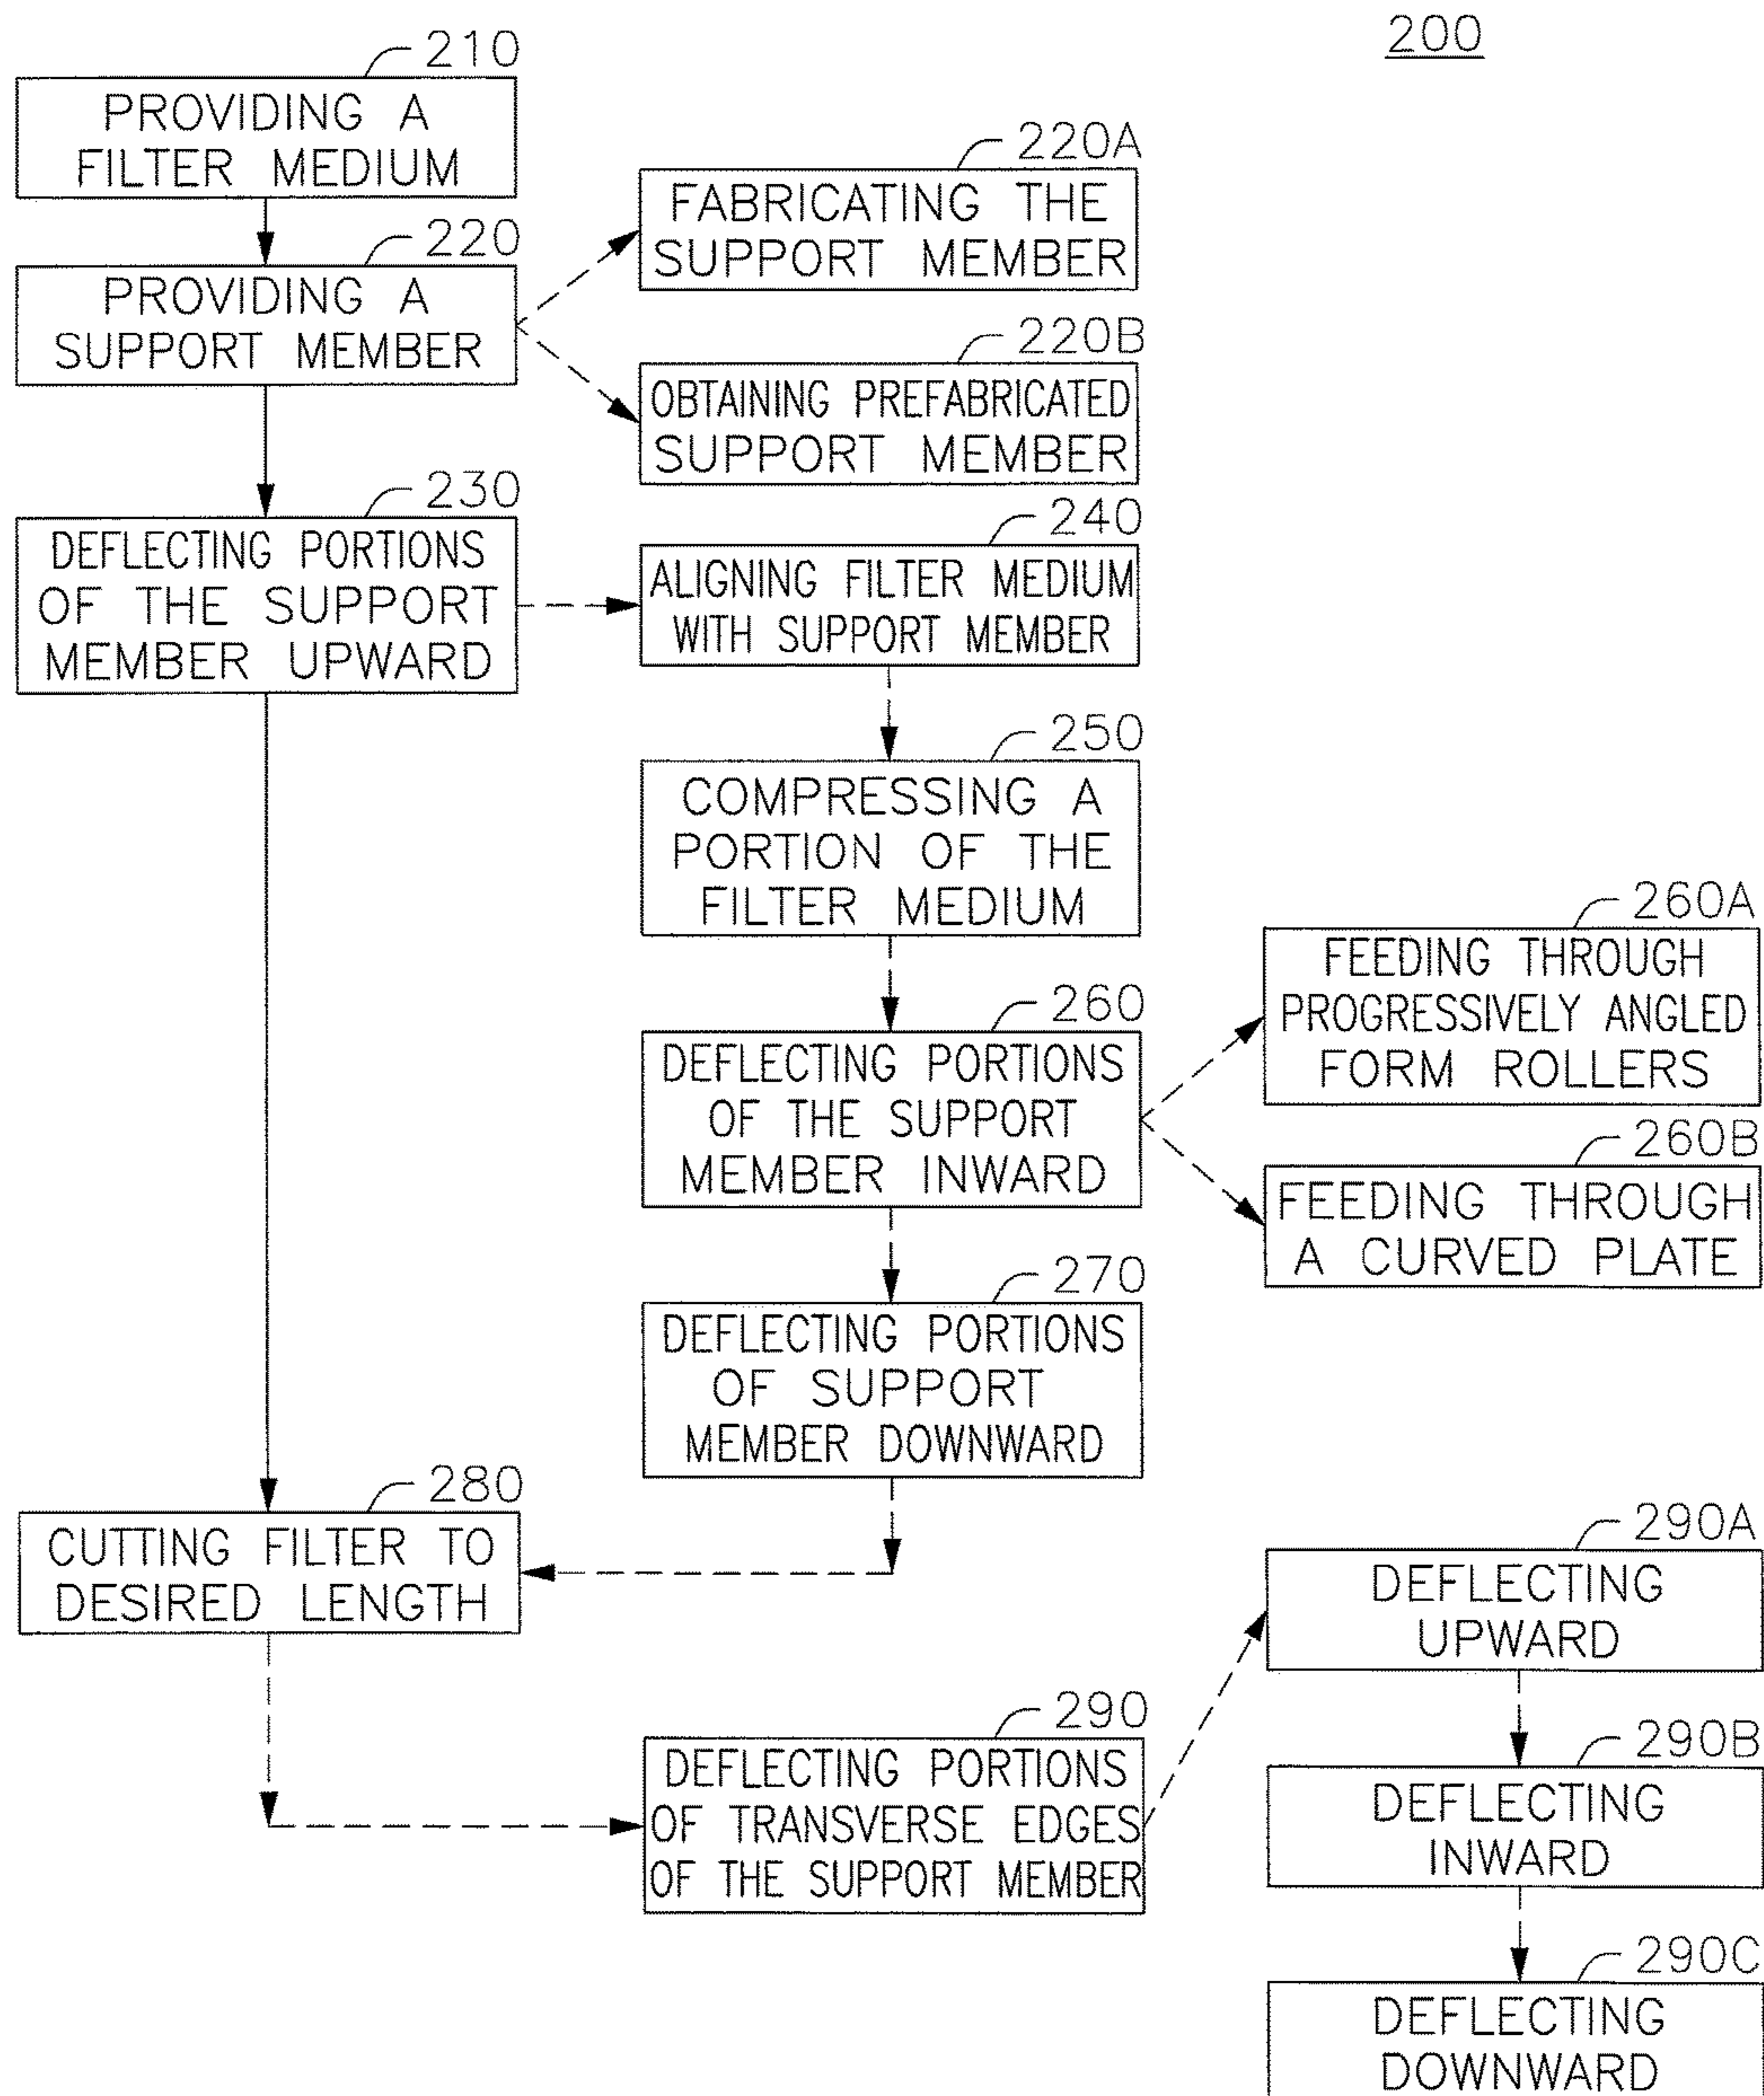 200
210
PROVIDING A
FILTER MEDIUM
220
PROVIDING A
SUPPORT MEMBER
220A
FABRICATING THE
SUPPORT MEMBER
220B
OBTAINING PREFABRICATED
SUPPORT MEMBER
230
DEFLECTING PORTIONS
OF THE SUPPORT
MEMBER UPWARD
240
ALIGNING FILTER MEDIUM
WITH SUPPORT MEMBER
250
COMPRESSING A
PORTION OF THE
FILTER MEDIUM
260
DEFLECTING PORTIONS
OF THE SUPPORT
MEMBER INWARD
260A
FEEDING THROUGH
PROGRESSIVELY ANGLED
FORM ROLLERS
260B
FEEDING THROUGH
A CURVED PLATE
270
DEFLECTING PORTIONS
OF SUPPORT
MEMBER DOWNWARD
280
CUTTING FILTER TO
DESIRED LENGTH
290
DEFLECTING PORTIONS
OF TRANSVERSE EDGES
OF THE SUPPORT MEMBER
290A
DEFLECTING
UPWARD
290B
DEFLECTING
INWARD
290C
DEFLECTING
DOWNWARD